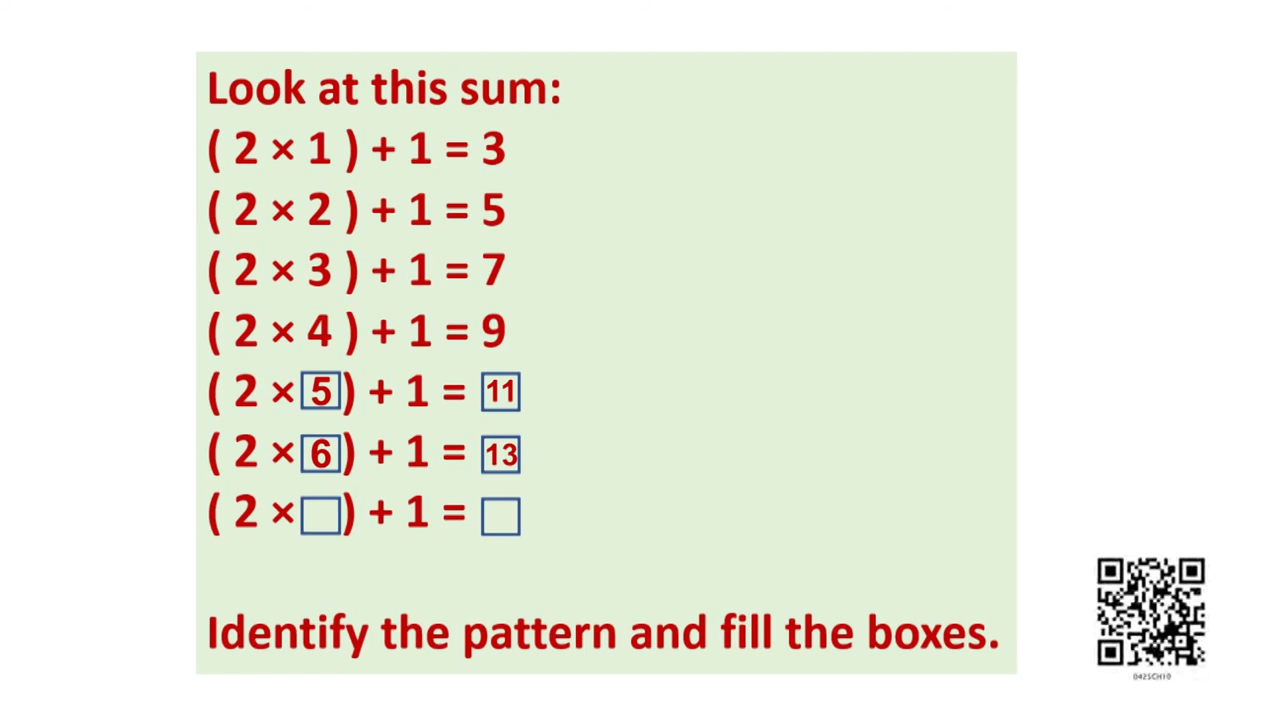 Look at this sum:
( 2 × 1 ) + 1 = 3
( 2 × 2 ) + 1 = 5
( 2 × 3 ) + 1 = 7
( 2 × 4 ) + 1 = 9
( 2 × 5 ) + 1 = 11
( 2 × 6 ) + 1 = 13
( 2 × ) + 1 =
Identify the pattern and fill the boxes.
0425CH10